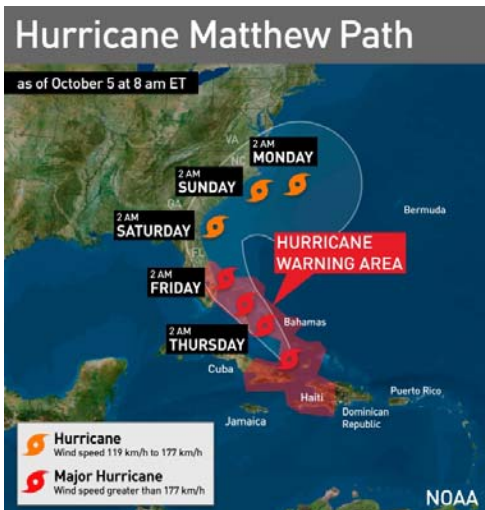 Hurricane Matthew Path
as of October 5 at 8 am ET
VA
NC
2 AM
MONDAY
2 AM
SUNDAY
GA
2 AM
SATURDAY
Bermuda
FL
HURRICANE
WARNING AREA
2 AM
FRIDAY
Bahamas
2 AM
THURSDAY
Cuba
Haiti
Puerto Rico
Jamaica
Dominican
Republic
Hurricane
Wind speed 119 km/h to 177 km/h
Major Hurricane
Wind speed greater than 177 km/h
NOAA